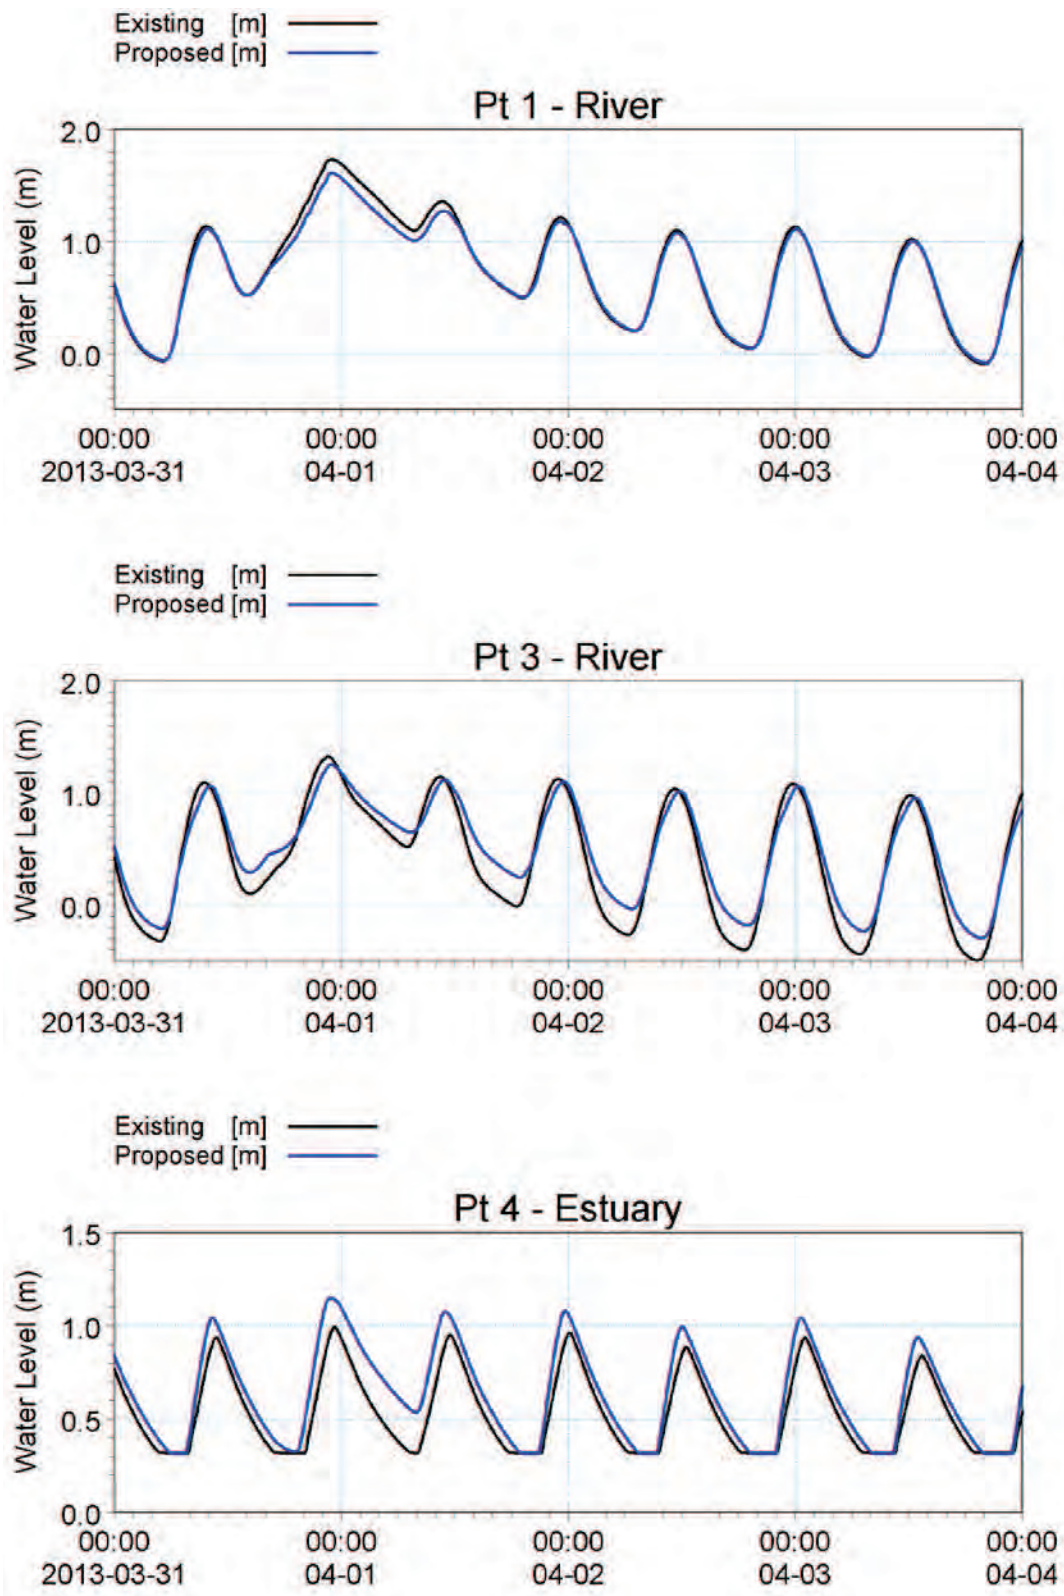 Existing [m]
Proposed [m]
Pt 1 - River
2.0
1.0
0.0
Water Level (m)
00:00 00:00 00:00 00:00 00:00
2013-03-31 04-01 04-02 04-03 04-04
Existing [m]
Proposed [m]
Pt 3 - River
2.0
1.0
0.0
Water Level (m)
00:00 00:00 00:00 00:00 00:00
2013-03-31 04-01 04-02 04-03 04-04
Existing [m]
Proposed [m]
Pt 4 - Estuary
1.5
1.0
0.5
0.0
Water Level (m)
00:00 00:00 00:00 00:00 00:00
2013-03-31 04-01 04-02 04-03 04-04